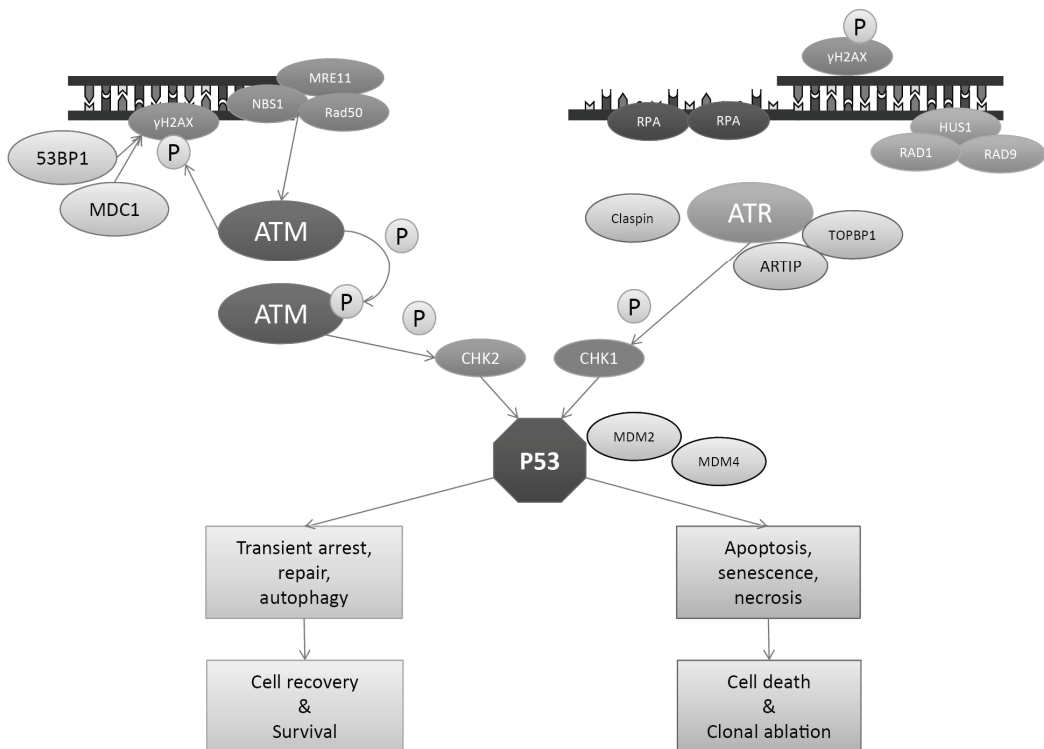 P
γH2AX
MRE11
NBS1
Rad50
γH2AX
P
53BP1
MDC1
RPA
RPA
HUS1
RAD1
RAD9
ATM
P
ATM
P
P
CHK2
Claspin
ATR
TOPBP1
ARTIP
P
CHK1
P53
MDM2
MDM4
Transient arrest,
repair,
autophagy
Apoptosis,
senescence,
necrosis
Cell recovery
&
Survival
Cell death
&
Clonal ablation